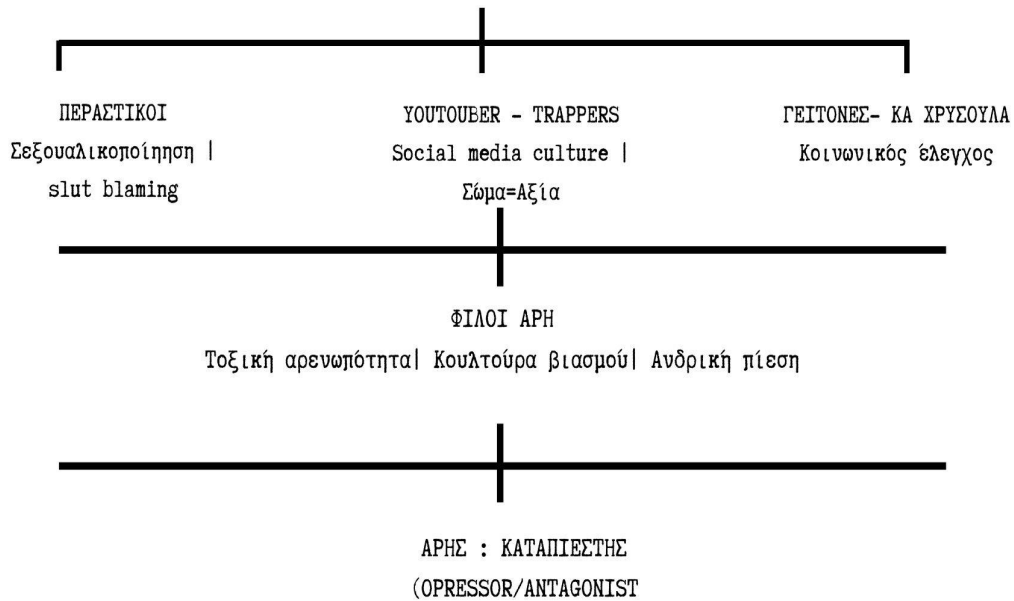 ΠΕΡΑΣΤΙΚΟΙ
Σεξουαλικοποίηηση |
slut blaming
YOUTOUBER - TRAPPERS
Social media culture |
Σώμα=Αξία
ΓΕΙΤΟΝΕΣ- ΚΑ ΧΡΥΣΟΥΛΑ
Κοινωνικός έλεγχος
ΦΙΛΟΙ ΑΡΗ
Τοξική αρενωπότητα| Κουλτούρα βιασμού| Ανδρική πίεση
ΑΡΗΣ : ΚΑΤΑΠΙΕΣΤΗΣ
(OPRESSOR/ANTAGONIST